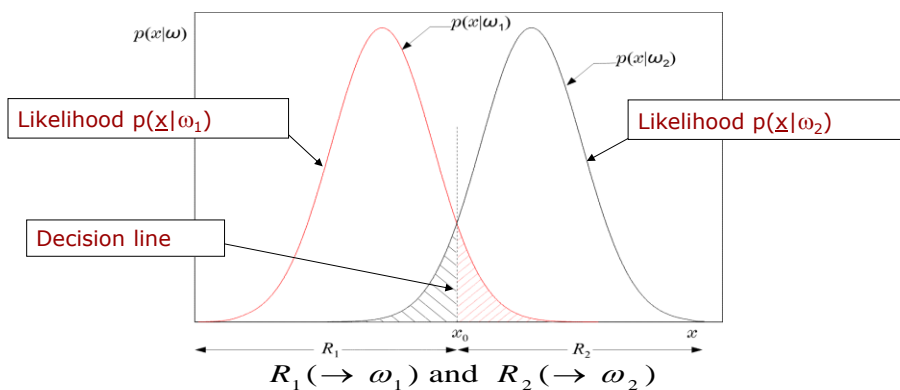 p(x|ω)
p(x|ω₁)
p(x|ω₂)
Likelihood p(x|ω₁)
Likelihood p(x|ω₂)
Decision line
x₀
x
R₁
R₂
R₁(→ ω₁) and R₂(→ ω₂)